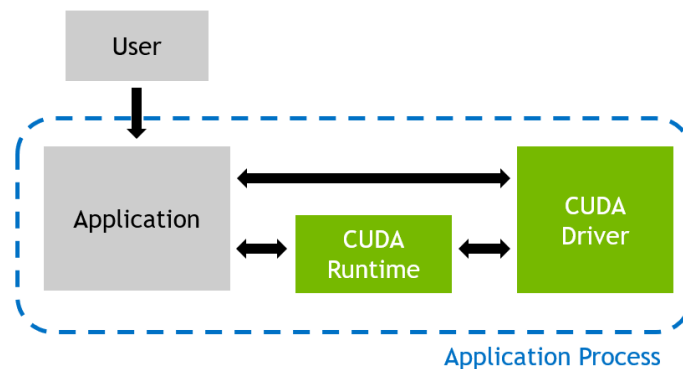 User
Application
CUDA
Runtime
CUDA
Driver
Application Process